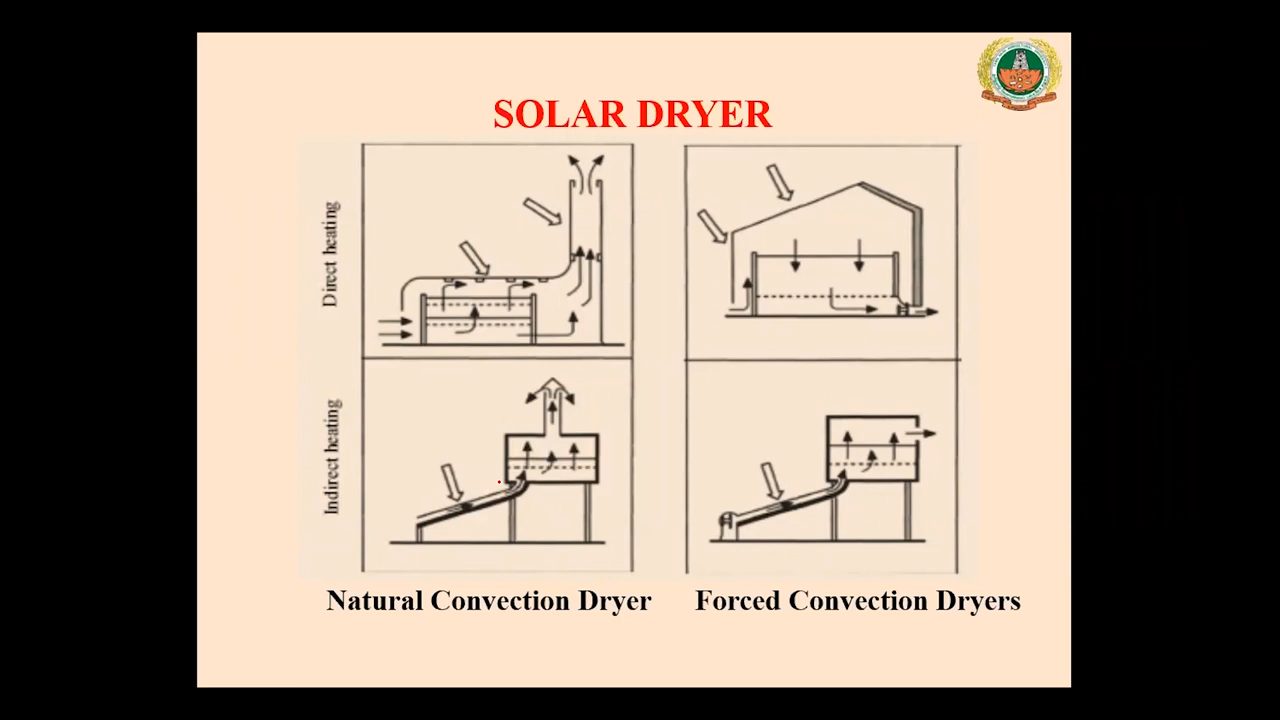 SOLAR DRYER
Direct heating
Indirect heating
Natural Convection Dryer
Forced Convection Dryers